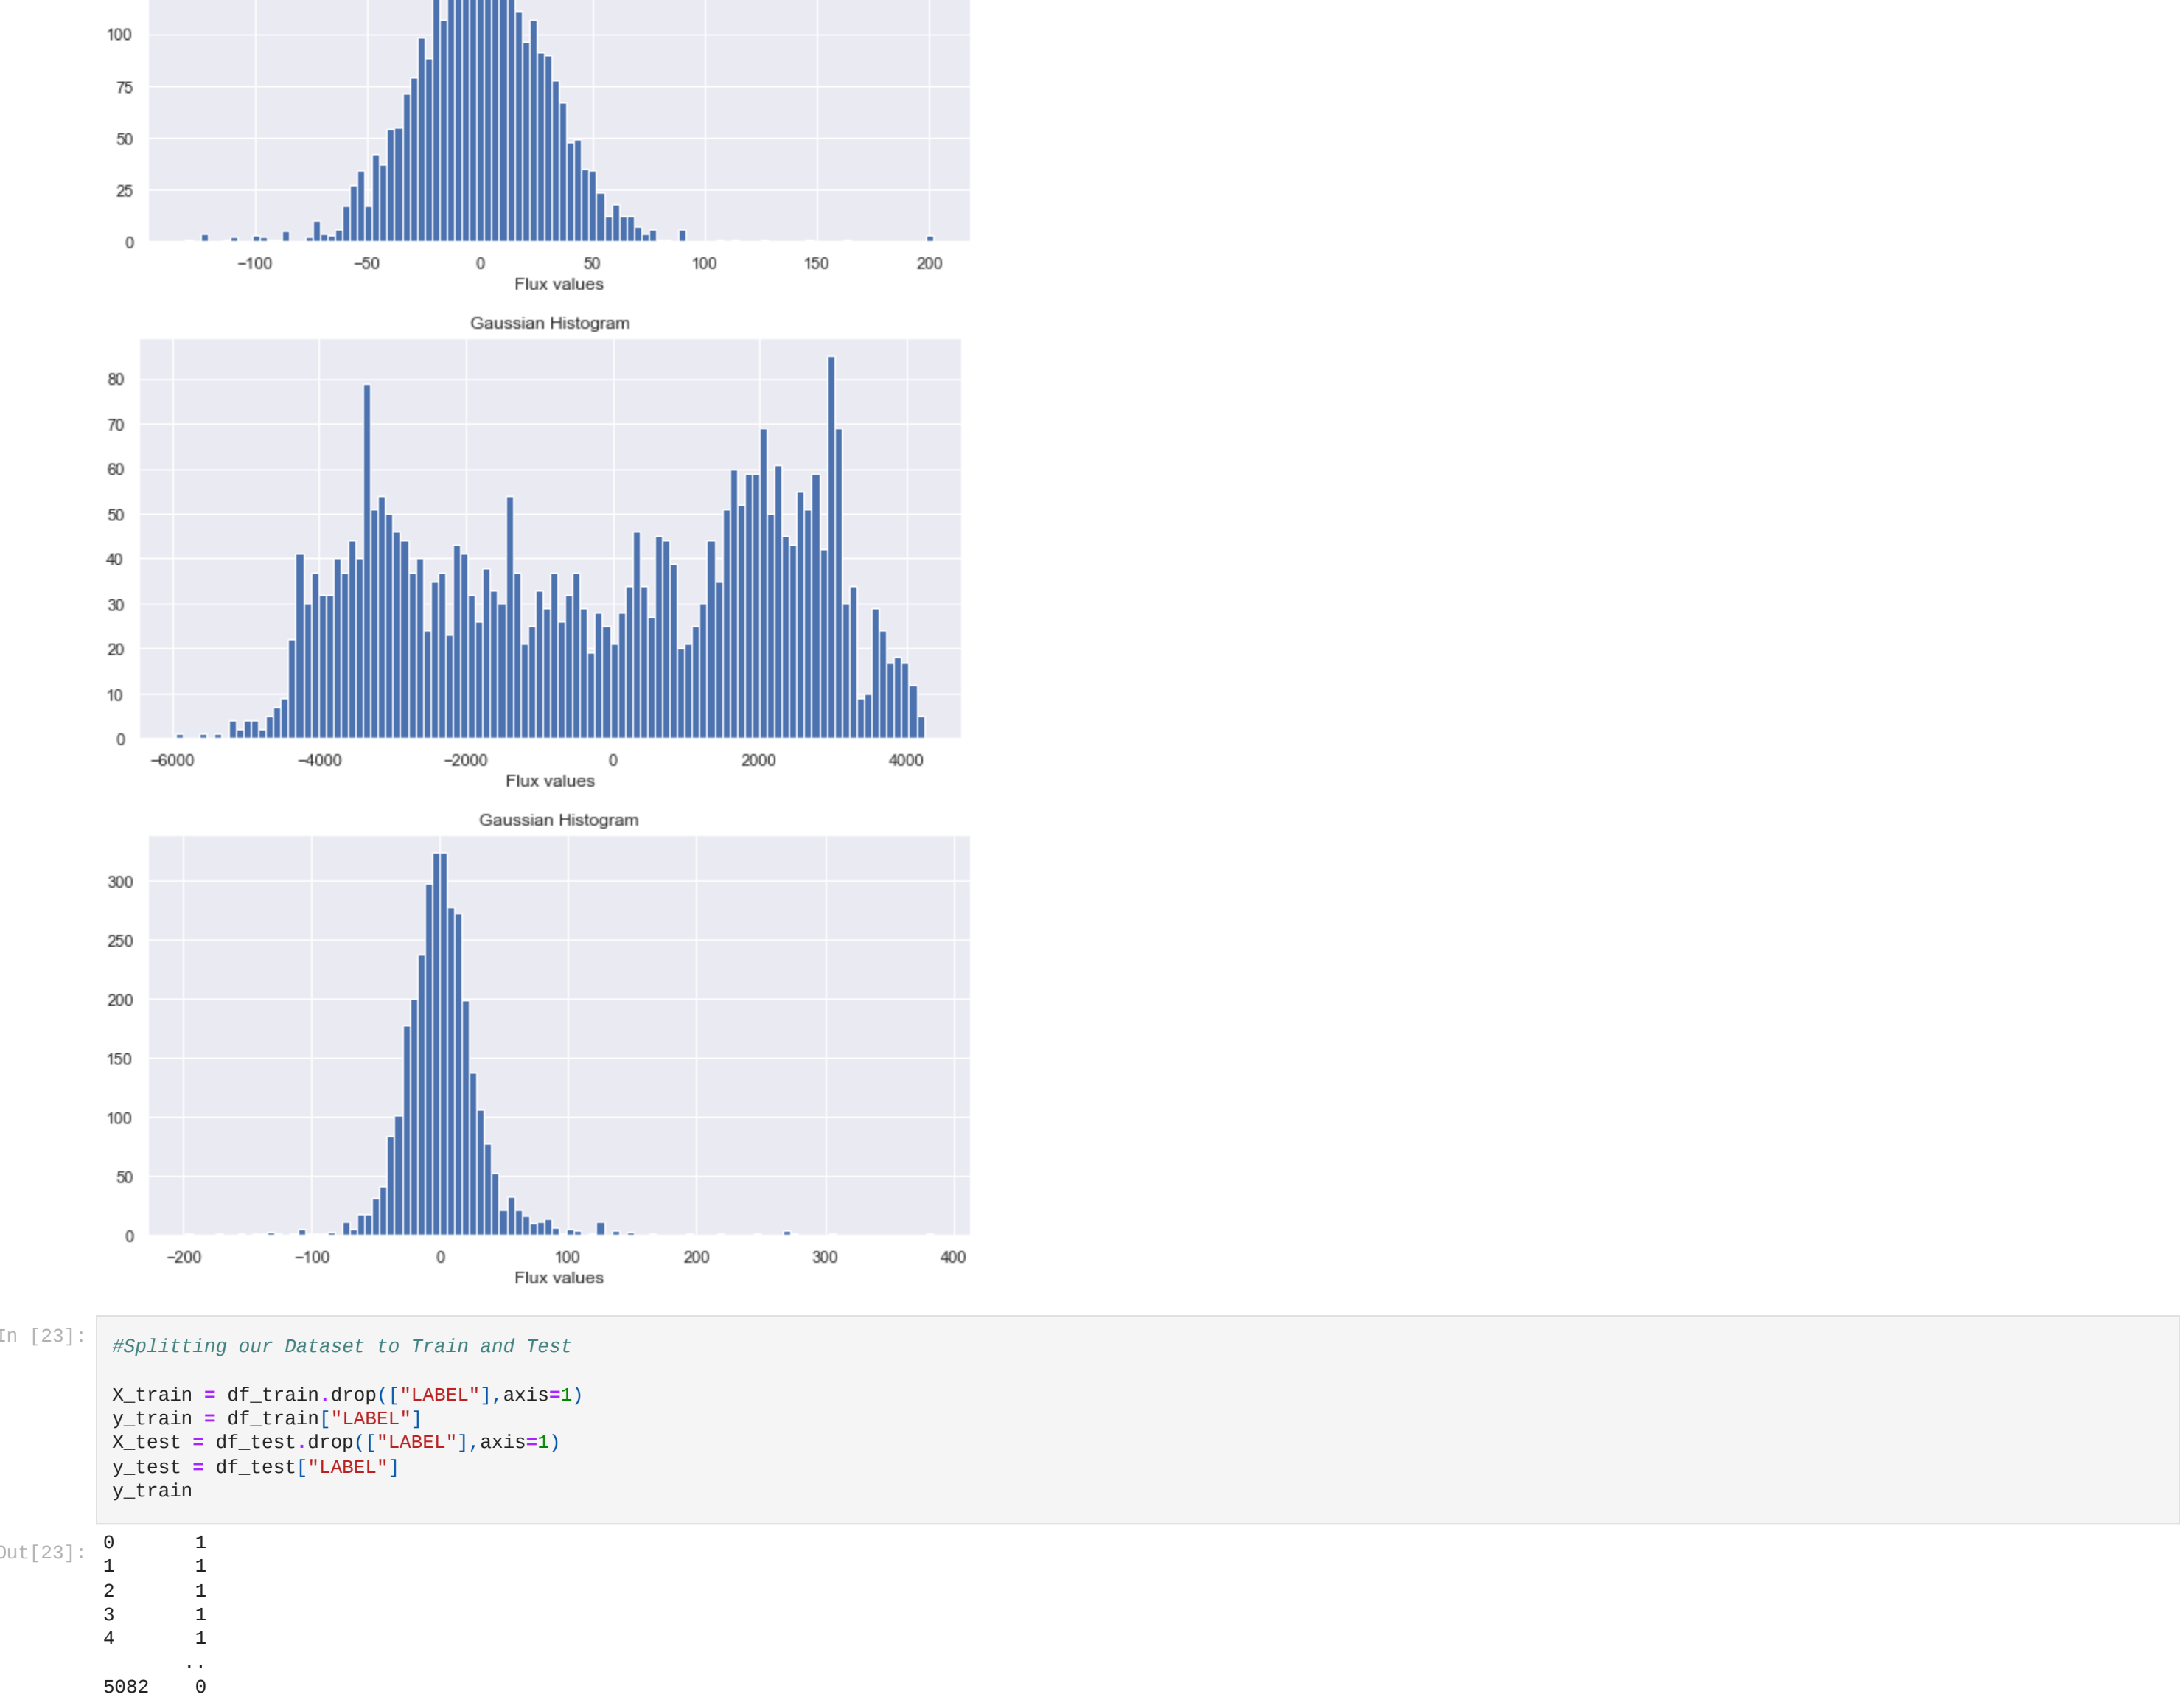 100
75
50
25
0
−100 −50 0 50 100 150 200
Flux values
Gaussian Histogram
80
70
60
50
40
30
20
10
0
−6000 −4000 −2000 0 2000 4000
Flux values
Gaussian Histogram
300
250
200
150
100
50
0
−200 −100 0 100 200 300 400
Flux values
In [23]:
#Splitting our Dataset to Train and Test
X_train = df_train.drop(["LABEL"],axis=1)
y_train = df_train["LABEL"]
X_test = df_test.drop(["LABEL"],axis=1)
y_test = df_test["LABEL"]
y_train
Out[23]:
0 1
1 1
2 1
3 1
4 1
..
5082 0